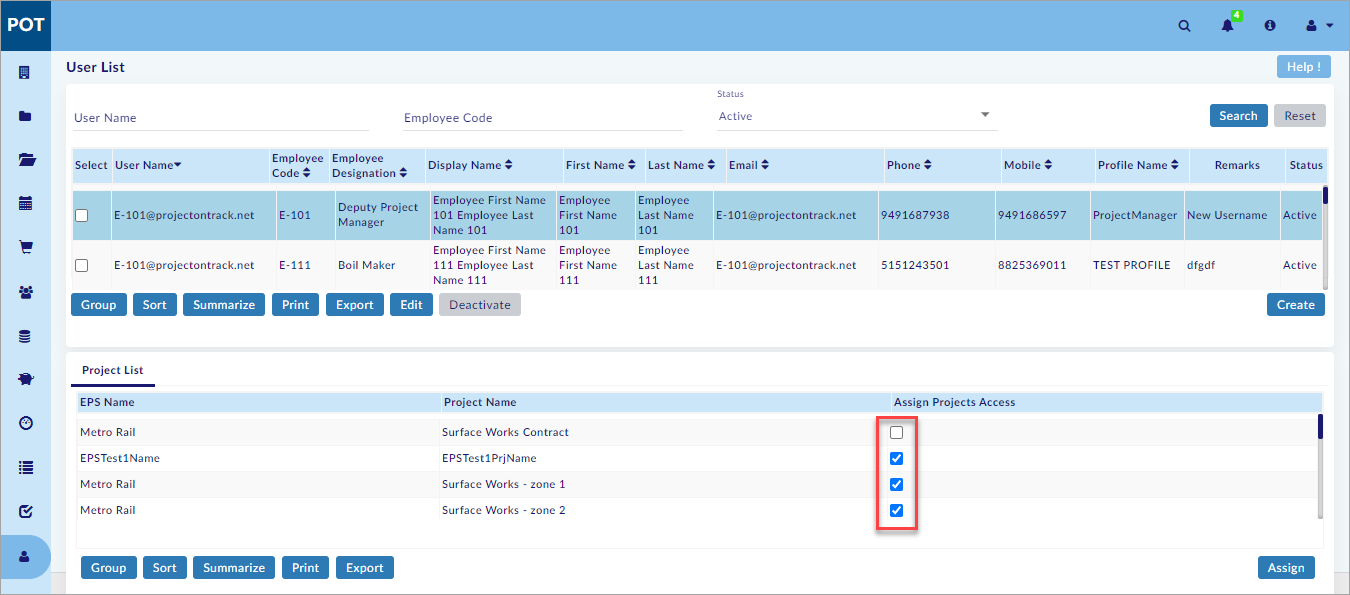 POT
4
User List
Help !
Status
User Name
Employee Code
Active
Search
Reset
Select User Name Employee Code Employee Designation Display Name First Name Last Name Email Phone Mobile Profile Name Remarks Status
E-101@projectontrack.net E-101 Deputy Project Manager Employee First Name 101 Employee Last Name 101 Employee First Name 101 Employee Last Name 101 E-101@projectontrack.net 9491687938 9491686597 ProjectManager New Username Active
E-101@projectontrack.net E-111 Boil Maker Employee First Name 111 Employee Last Name 111 Employee First Name 111 Employee Last Name 111 E-101@projectontrack.net 5151243501 8825369011 TEST PROFILE dfgdf Active
Group Sort Summarize Print Export Edit Deactivate Create
Project List
EPS Name Project Name Assign Projects Access
Metro Rail Surface Works Contract
EPSTest1Name EPSTest1PrjName
Metro Rail Surface Works - zone 1
Metro Rail Surface Works - zone 2
Group Sort Summarize Print Export Assign